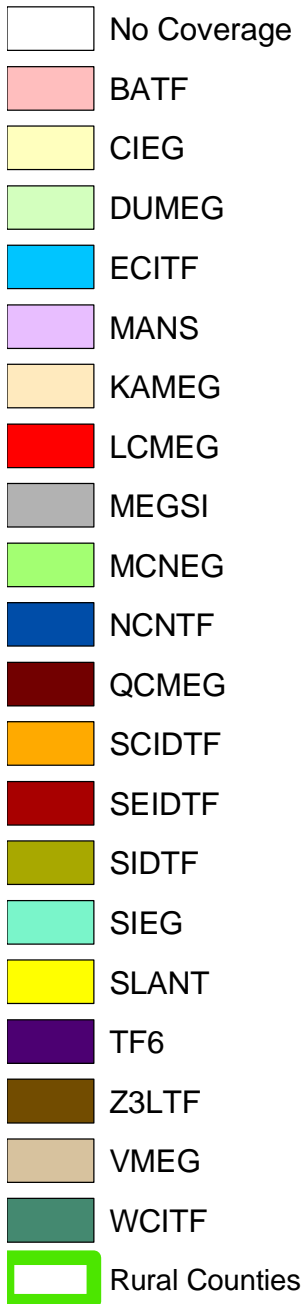 No Coverage
BATF
CIEG
DUMEG
ECITF
MANS
KAMEG
LCMEG
MEGSI
MCNEG
NCNTF
QCMEG
SCIDTF
SEIDTF
SIDTF
SIEG
SLANT
TF6
Z3LTF
VMEG
WCITF
Rural Counties